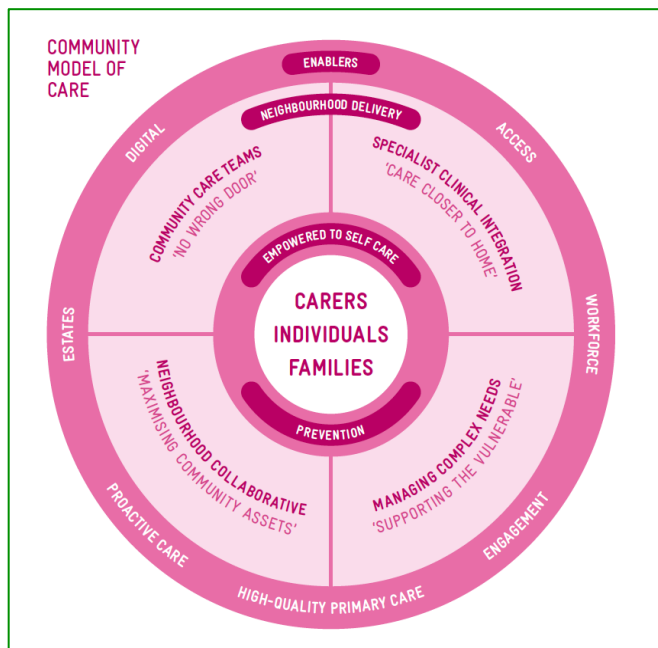 COMMUNITY
MODEL OF
CARE
ENABLERS
NEIGHBOURHOOD DELIVERY
DIGITAL
ACCESS
COMMUNITY CARE TEAMS
'NO WRONG DOOR'
SPECIALIST CLINICAL INTEGRATION
'CARE CLOSER TO HOME'
EMPOWERED TO SELF CARE
CARERS
INDIVIDUALS
FAMILIES
PREVENTION
ESTATES
WORKFORCE
NEIGHBOURHOOD COLLABORATIVE
'MAXIMISING COMMUNITY ASSETS'
MANAGING COMPLEX NEEDS
'SUPPORTING THE VULNERABLE'
PROACTIVE CARE
HIGH-QUALITY PRIMARY CARE
ENGAGEMENT